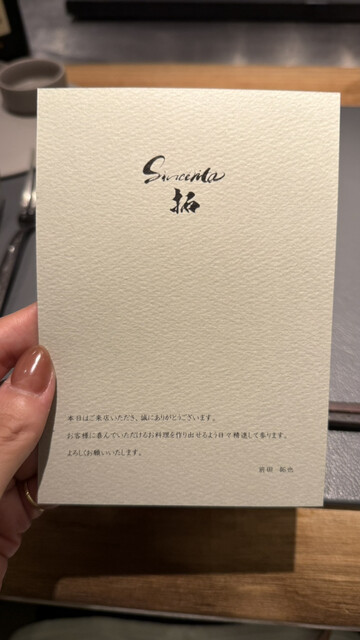 Sincèritá
拓
本日はご来店いただき、誠にありがとうございます。
お客様に喜んでいただけるお料理を作り出せるよう日々精進して参ります。
よろしくお願いいたします。
岩田 拓也